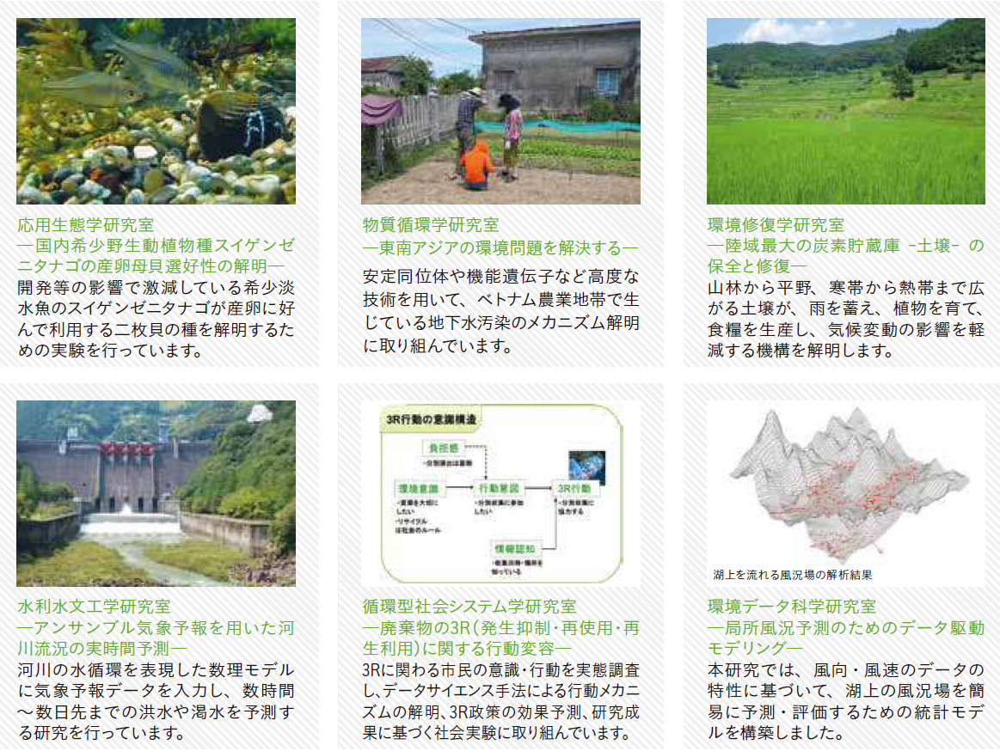 応用生態学研究室
―国内希少野生動植物種スイゲンゼ
ニタナゴの産卵母貝選好性の解明―
開発等の影響で激減している希少淡
水魚のスイゲンゼニタナゴが産卵に好
んで利用する二枚貝の種を解明するた
めの実験を行っています。
物質循環学研究室
―東南アジアの環境問題を解決する―
安定同位体や機能遺伝子など高度な
技術を用いて、ベトナム農業地帯で生
じている地下水汚染のメカニズム解明
に取り組んでいます。
環境修復学研究室
―陸域最大の炭素貯蔵庫 −土壌− の
保全と修復―
山林から平野、寒帯から熱帯まで広
がる土壌が、雨を蓄え、植物を育て、
食糧を生産し、気候変動の影響を軽
減する機構を解明します。
水利水文工学研究室
―アンサンブル気象予報を用いた河
川流況の実時間予測―
河川の水循環を表現した数理モデル
に気象予報データを入力し、数時間
～数日先までの洪水や渇水を予測す
る研究を行っています。
3R行動の意識構造
負担感
・分別排出は面倒
環境意識
・資源を大切に
したい
・リサイクル
は社会のルール
行動意図
・分別収集に参加
したい
3R行動
・分別収集に
協力する
情報認知
・収集日時・場所を
知っている
循環型社会システム学研究室
―廃棄物の3R（発生抑制・再使用・再
生利用）に関する行動変容―
3Rに関わる市民の意識・行動を実態調査
し、データサイエンス手法による行動メカニ
ズムの解明、3R政策の効果予測、研究成
果に基づく社会実験に取り組んでいます。
湖上を流れる風況場の解析結果
環境データ科学研究室
―局所風況予測のためのデータ駆動
モデリング―
本研究では、風向・風速のデータの
特性に基づいて、湖上の風況場を簡
易に予測・評価するための統計モデ
ルを構築しました。